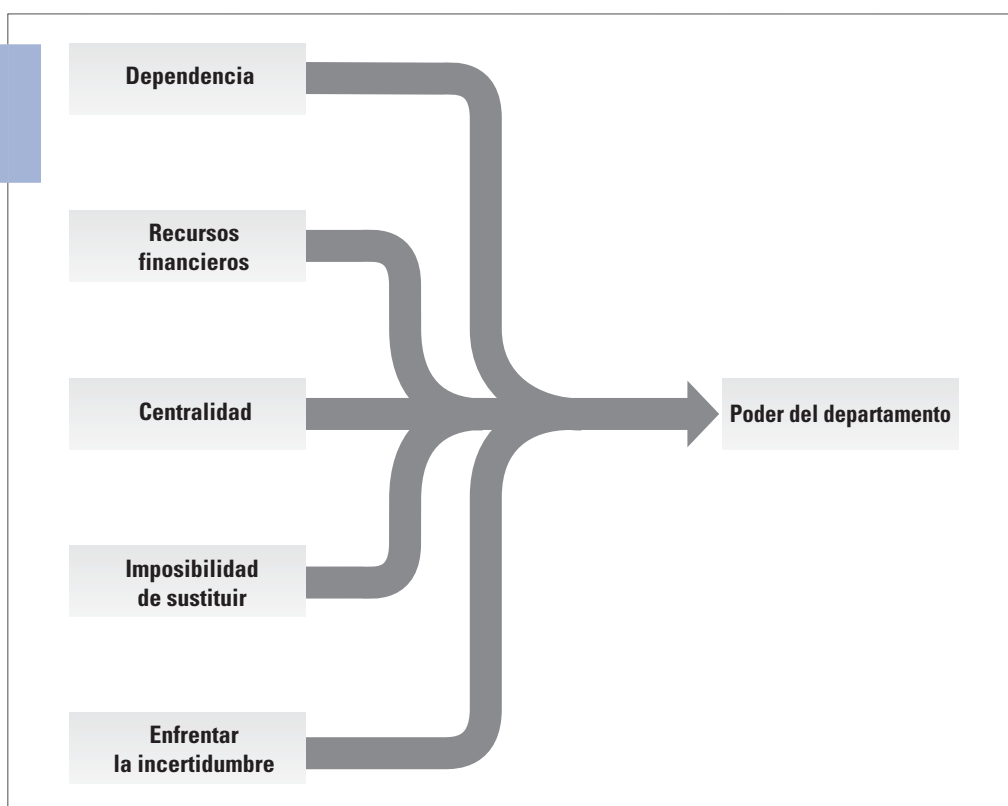 Dependencia
Recursos
financieros
Centralidad
Poder del departamento
Imposibilidad
de sustituir
Enfrentar
la incertidumbre